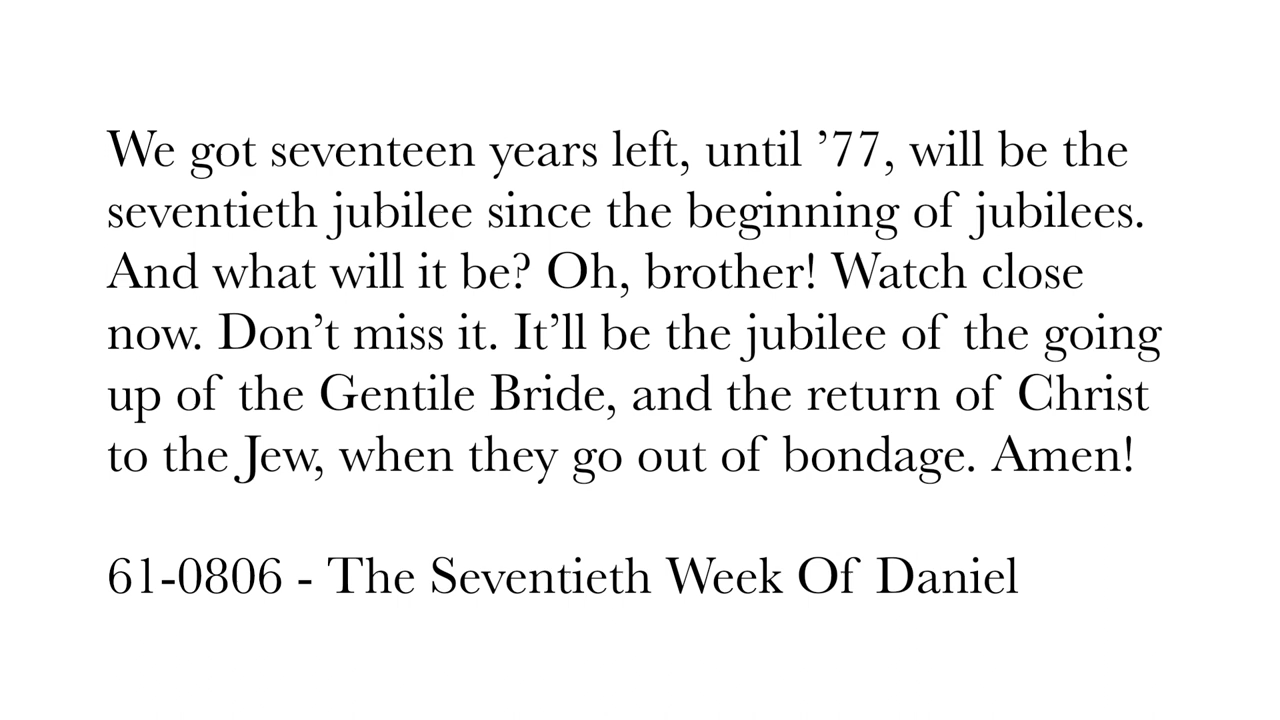 We got seventeen years left, until ’77, will be the
seventieth jubilee since the beginning of jubilees.
And what will it be? Oh, brother! Watch close
now. Don’t miss it. It’ll be the jubilee of the going
up of the Gentile Bride, and the return of Christ
to the Jew, when they go out of bondage. Amen!
61-0806 - The Seventieth Week Of Daniel